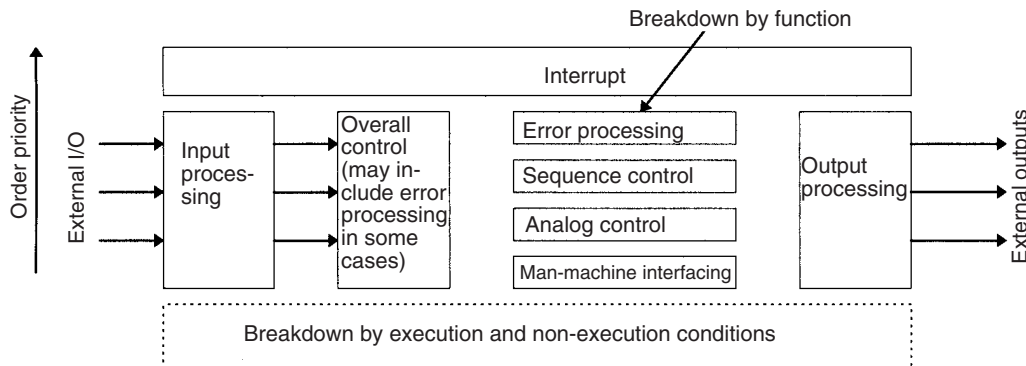 Breakdown by function
Interrupt
Order priority
External I/O
Input
proces-
sing
Overall
control
(may in-
clude error
processing
in some
cases)
Error processing
Sequence control
Analog control
Man-machine interfacing
Output
processing
External outputs
Breakdown by execution and non-execution conditions